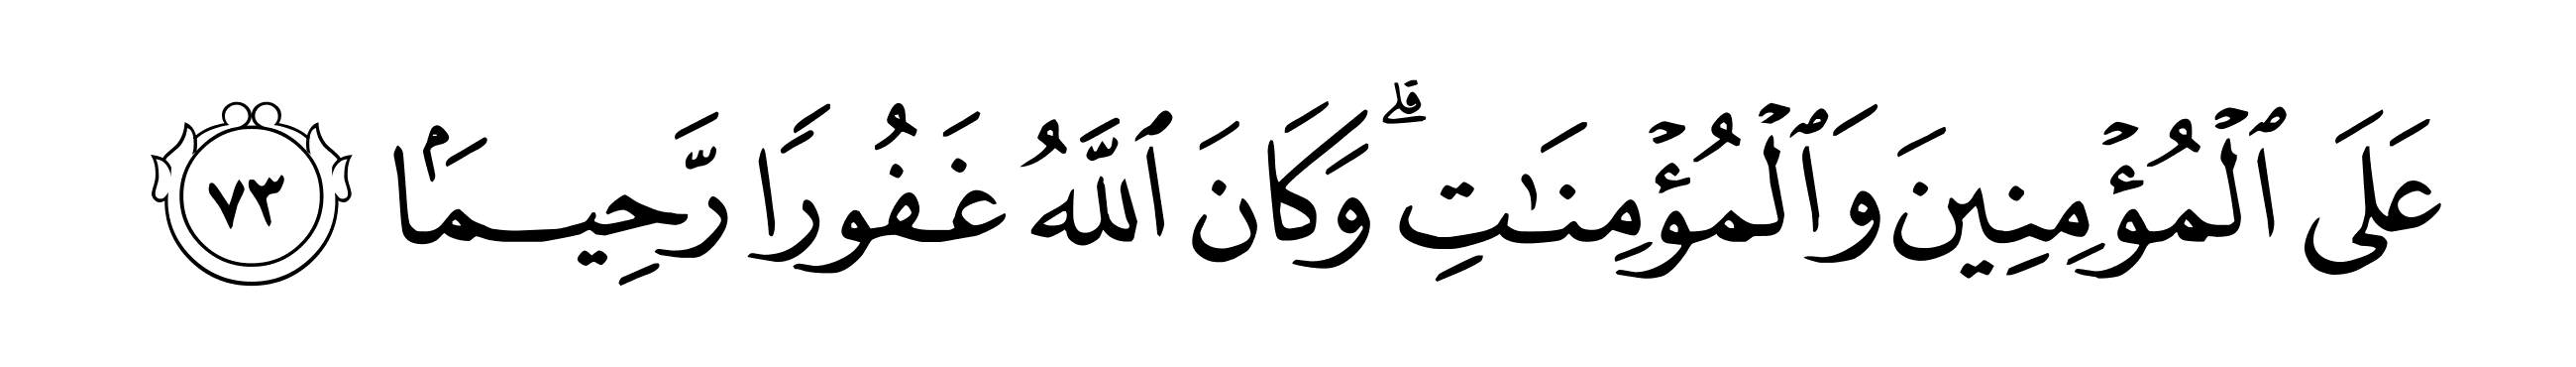 عَلَى ٱلْمُؤْمِنِينَ وَٱلْمُؤْمِنَـٰتِ ۗ وَكَانَ ٱللَّهُ غَفُورًا رَّحِيمًۢا ٧٣